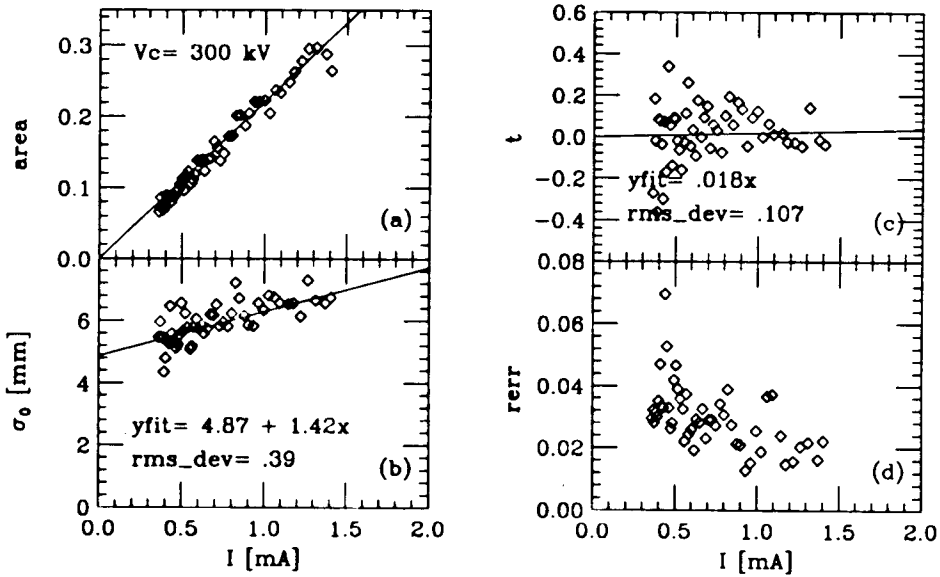 0.3
0.2
0.1
0.0
area
Vc= 300 kV
(a)
6
4
2
0
σ₀ [mm]
yfit= 4.87 + 1.42x
rms_dev= .39
(b)
0.0 0.5 1.0 1.5 2.0
I [mA]
0.6
0.4
0.2
0.0
−0.2
−0.4
t
yfit= .018x
rms_dev= .107
(c)
0.08
0.06
0.04
0.02
0.00
rerr
(d)
0.0 0.5 1.0 1.5 2.0
I [mA]